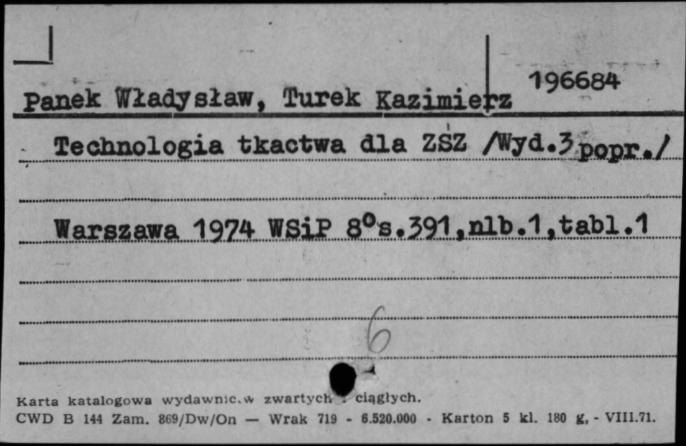 196684
Panek Władysław, Turek Kazimierz
Technologia tkactwa dla ZSZ /Wyd.3 popr./
Warszawa 1974 WSiP 8⁰s.391,nlb.1,tabl.1
6
Karta katalogowa wydawnic.w zwartych i ciągłych.
CWD B 144 Zam. 869/Dw/On — Wrak 719 - 6.520.000 - Karton 5 kl. 180 g. - VIII.71.